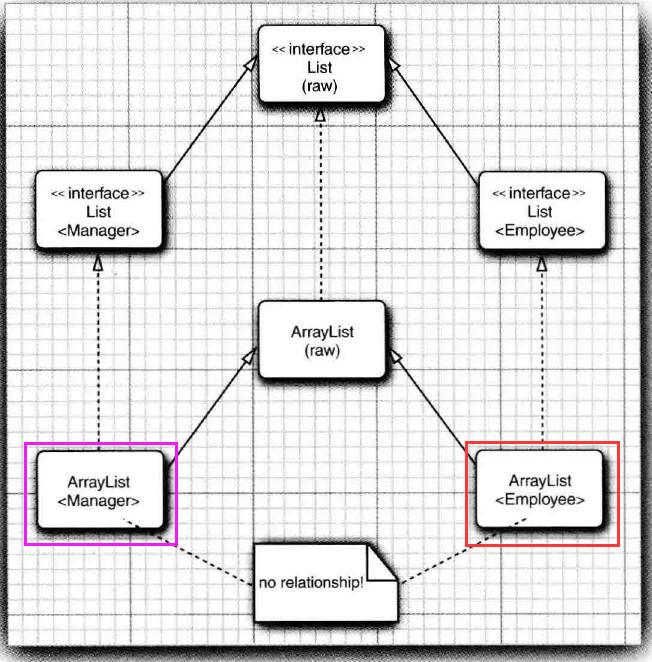 << interface >>
List
(raw)
<< interface >>
List
<Manager>
<< interface >>
List
<Employee>
ArrayList
(raw)
ArrayList
<Manager>
ArrayList
<Employee>
no relationship!